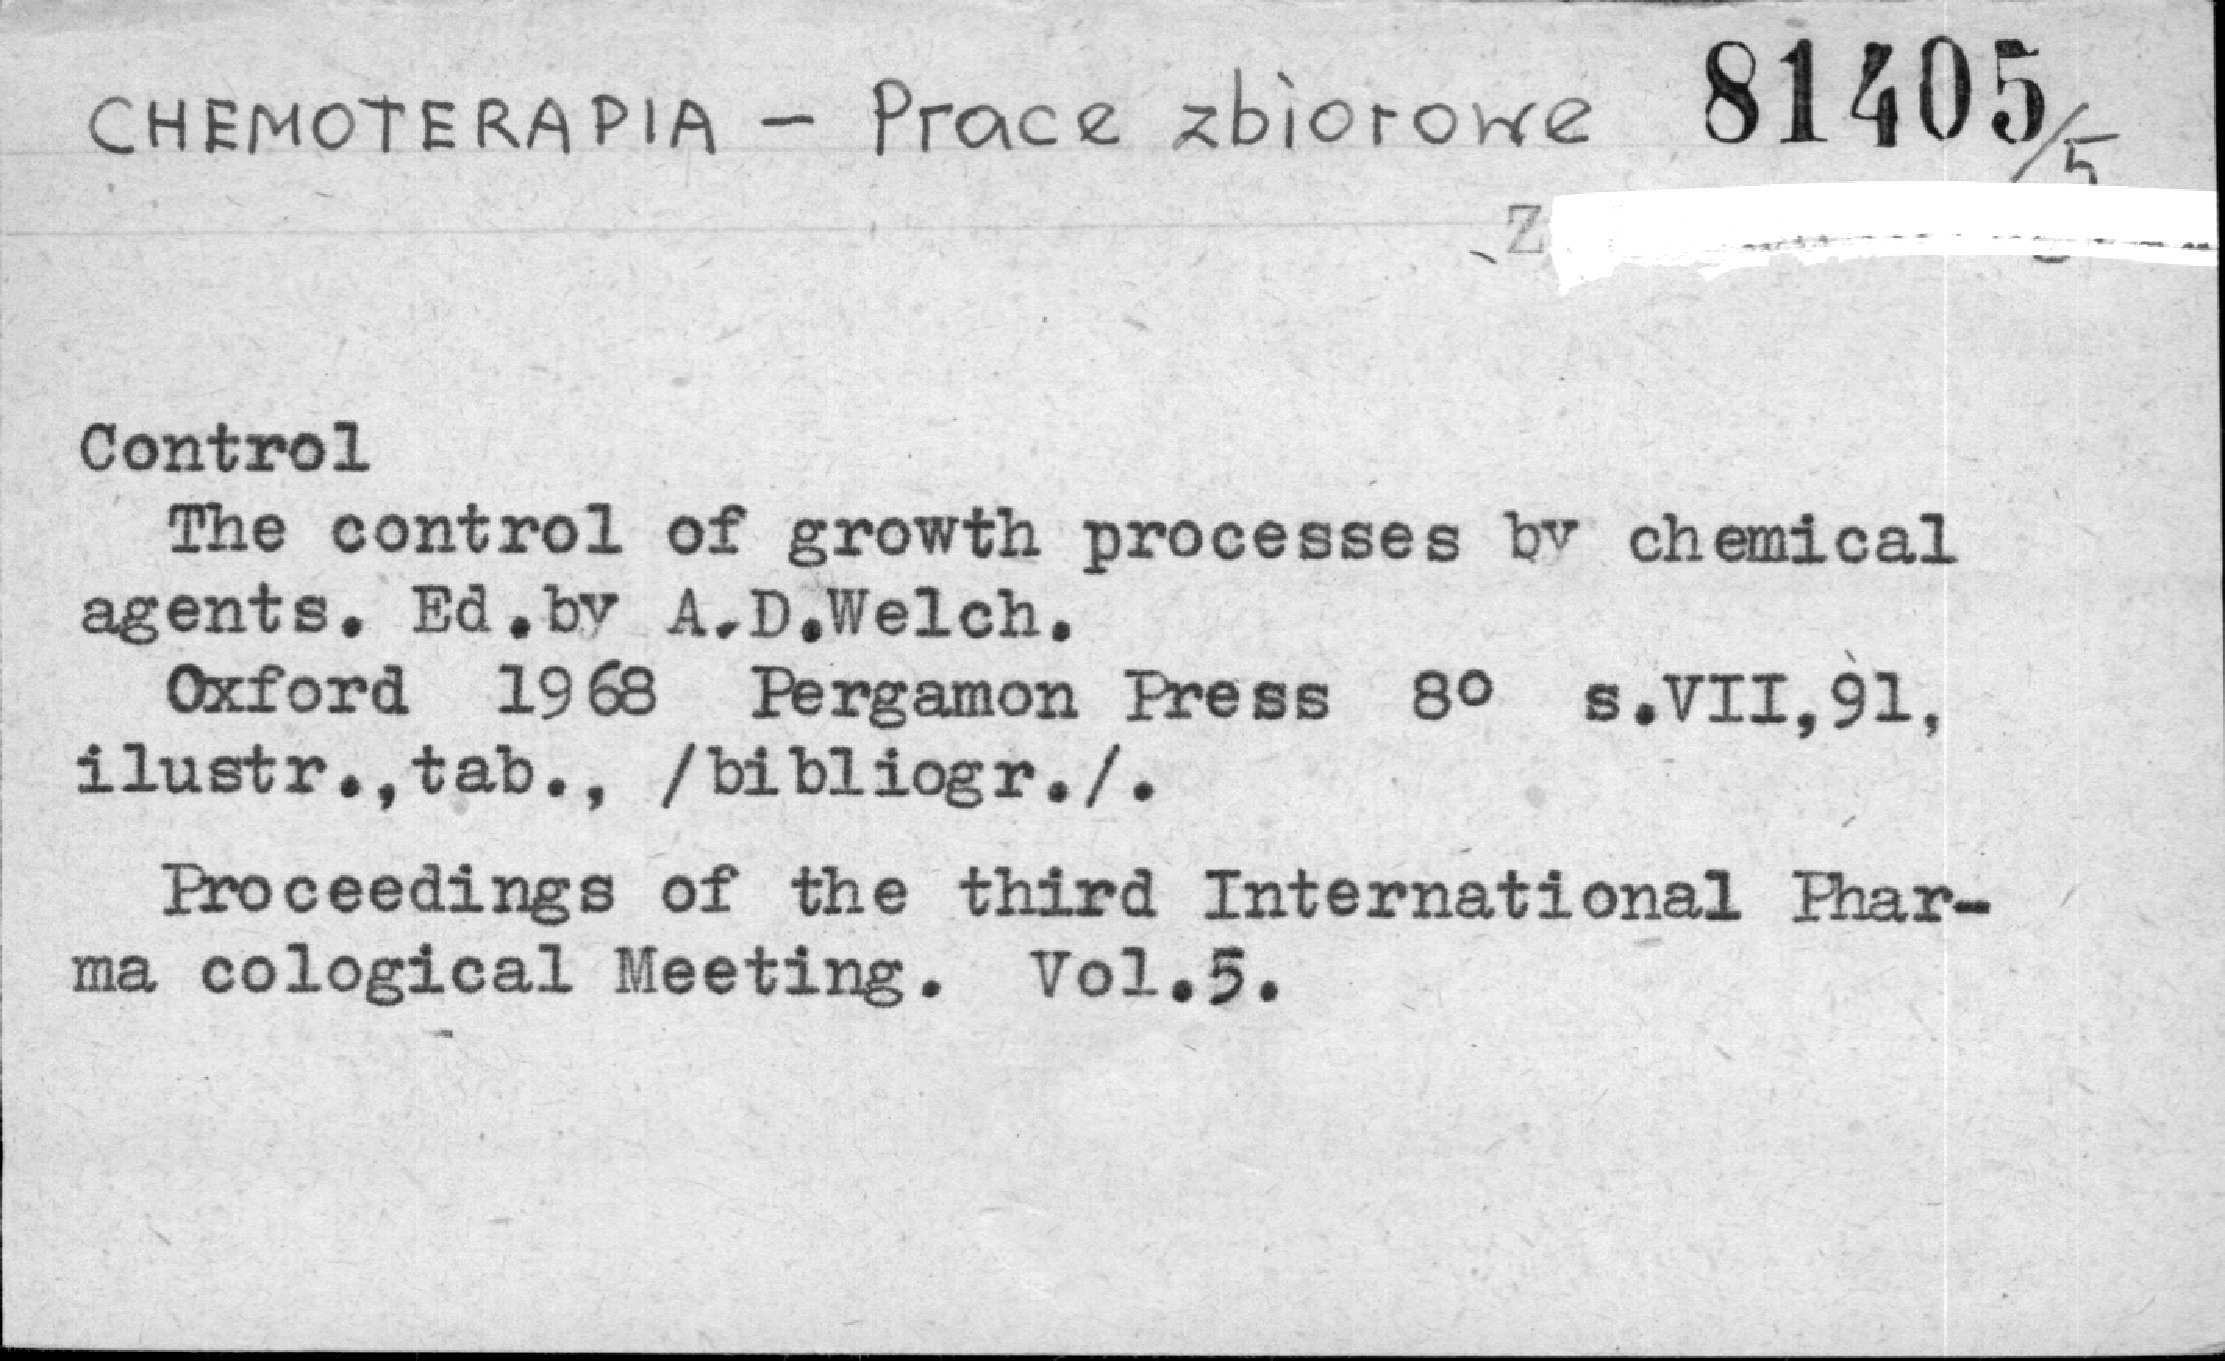 CHEMOTERAPIA - Prace zbiorowe 81405/5
Z
Control
The control of growth processes by chemical
agents. Ed.by A.D.Welch.
Oxford 1968 Pergamon Press 8º s.VII,91,
ilustr.,tab., /bibliogr./.
Proceedings of the third International Phar-
ma cological Meeting. Vol.5.